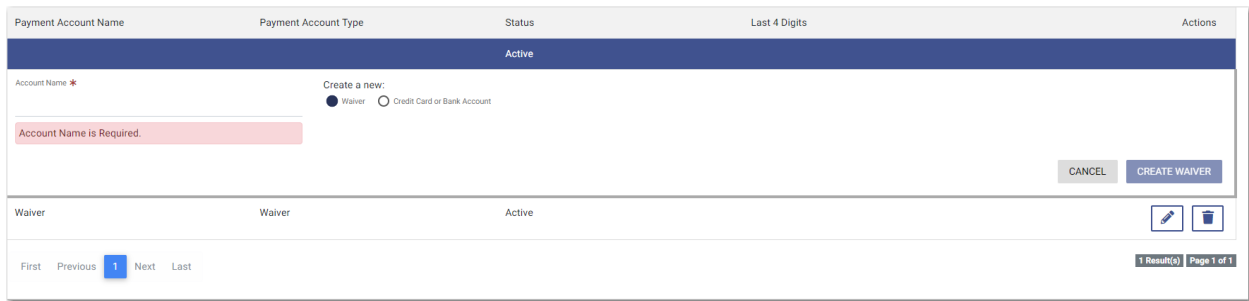 Payment Account Name Payment Account Type Status Last 4 Digits Actions
Active
Account Name *
Create a new:
Waiver Credit Card or Bank Account
Account Name is Required.
CANCEL CREATE WAIVER
Waiver Waiver Active
First Previous 1 Next Last
1 Result(s) Page 1 of 1